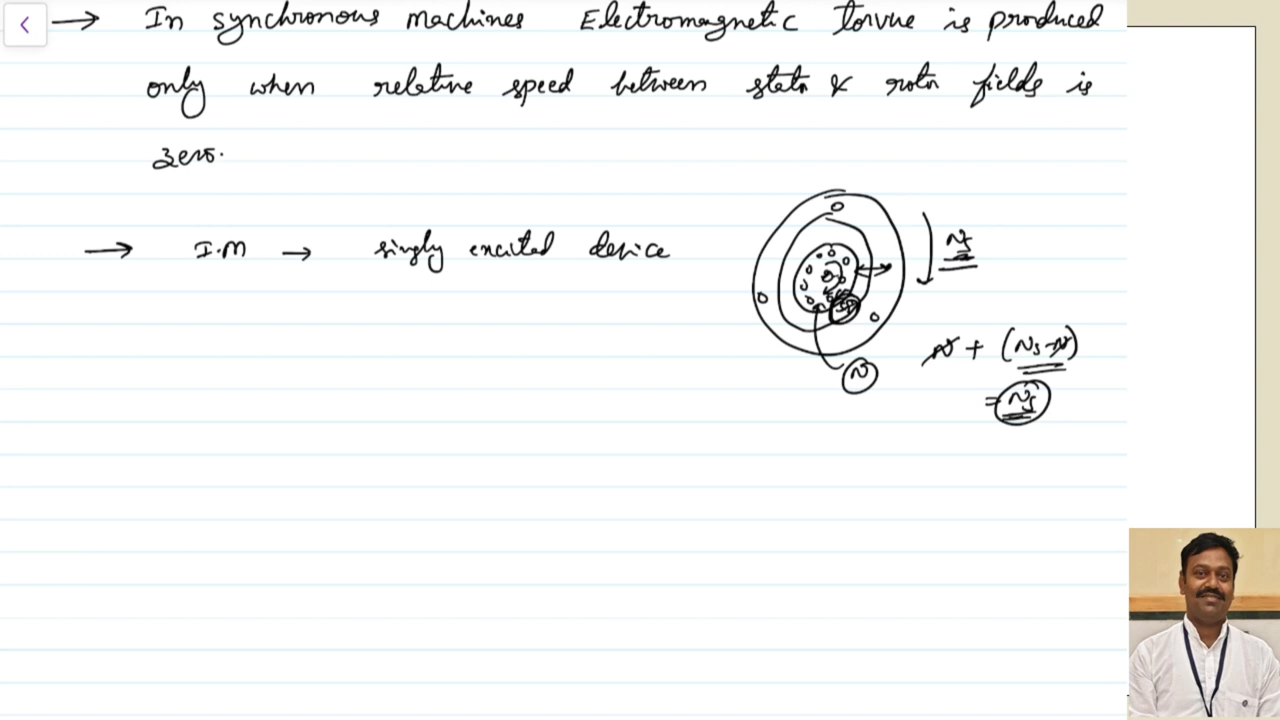 → In synchronous machines Electromagnetic torvue is produced
only when relative speed between stator & rotor fields is
zero.
→ I.M → singly excited device
Ns
N + (Ns-N)
N
= Ns